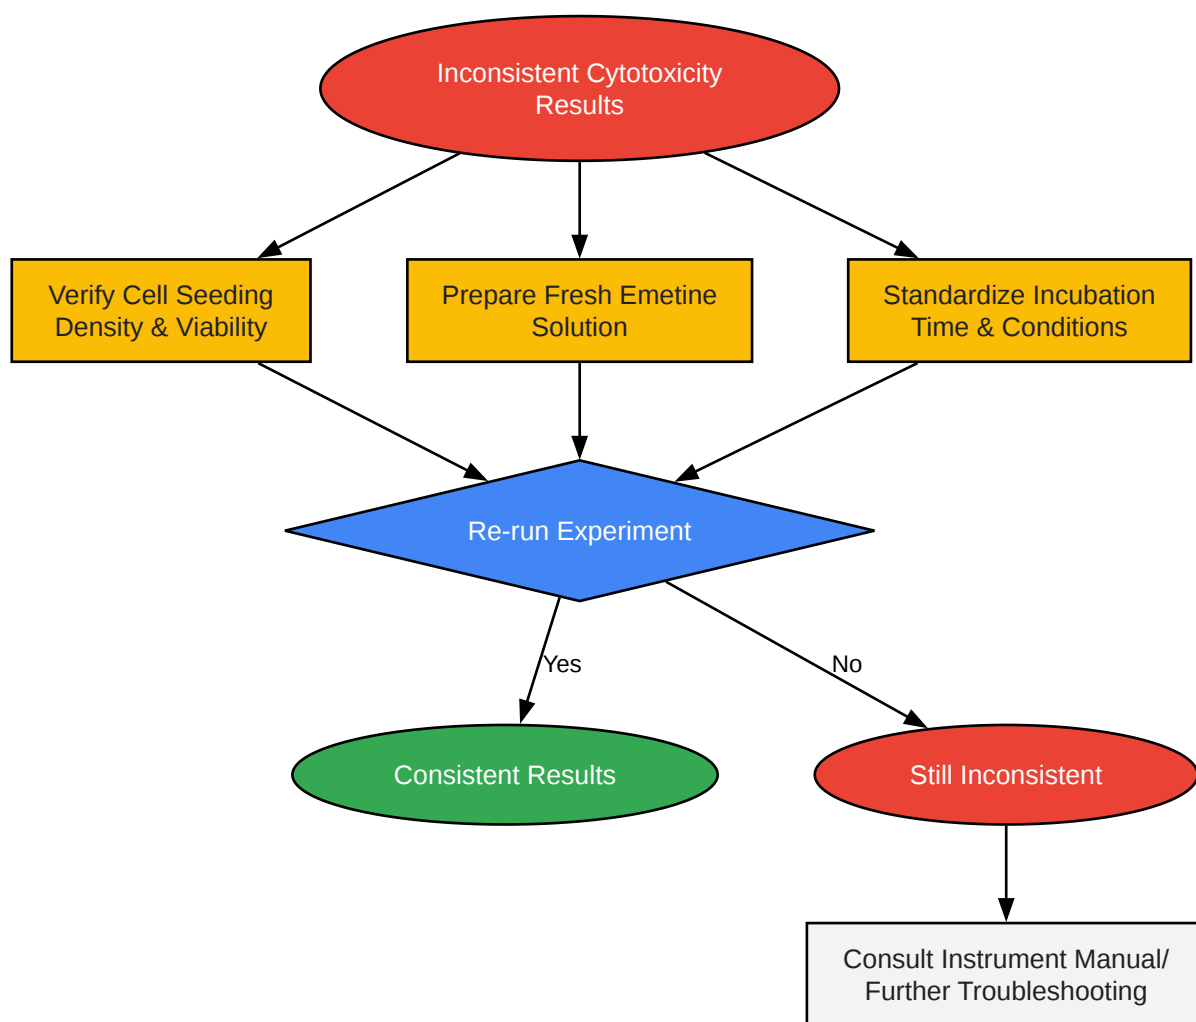 Inconsistent Cytotoxicity
Results
Verify Cell Seeding
Density & Viability
Prepare Fresh Emetine
Solution
Standardize Incubation
Time & Conditions
Re-run Experiment
Yes
No
Consistent Results
Still Inconsistent
Consult Instrument Manual/
Further Troubleshooting